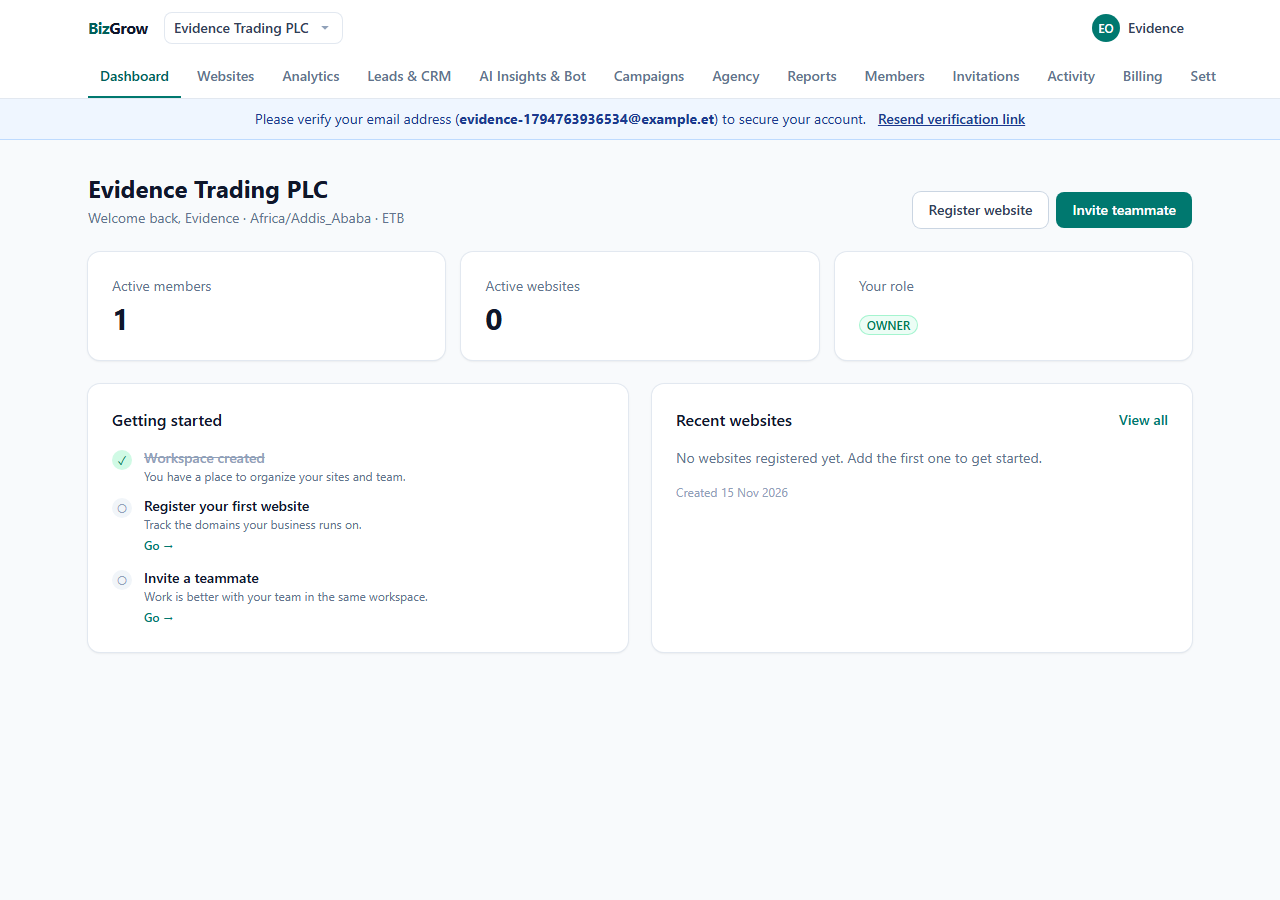 BizGrow Evidence Trading PLC EO Evidence
Dashboard Websites Analytics Leads & CRM AI Insights & Bot Campaigns Agency Reports Members Invitations Activity Billing Sett
Please verify your email address (evidence-1794763936534@example.et) to secure your account. Resend verification link
Evidence Trading PLC
Welcome back, Evidence · Africa/Addis_Ababa · ETB
Register website Invite teammate
Active members
1
Active websites
0
Your role
OWNER
Getting started
✓ Workspace created
You have a place to organize your sites and team.
○ Register your first website
Track the domains your business runs on.
Go →
○ Invite a teammate
Work is better with your team in the same workspace.
Go →
Recent websites View all
No websites registered yet. Add the first one to get started.
Created 15 Nov 2026